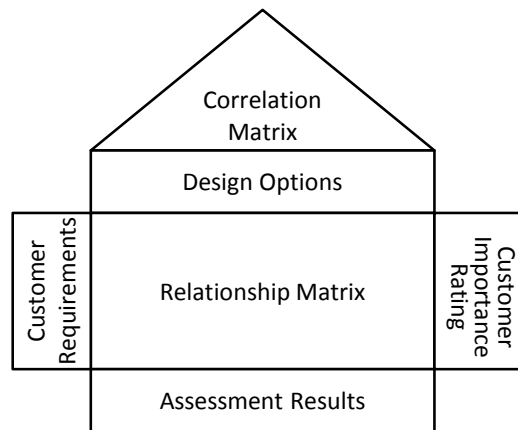 Correlation
Matrix
Design Options
Customer
Requirements
Relationship Matrix
Customer
Importance
Rating
Assessment Results